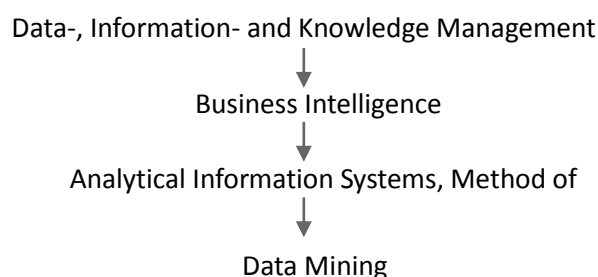 Data-, Information- and Knowledge Management
Business Intelligence
Analytical Information Systems, Method of
Data Mining